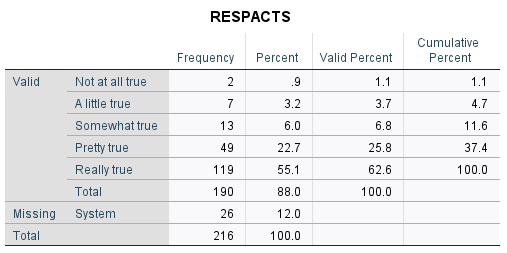 RESPACTS
Frequency Percent Valid Percent Cumulative Percent
Valid Not at all true 2 .9 1.1 1.1
A little true 7 3.2 3.7 4.7
Somewhat true 13 6.0 6.8 11.6
Pretty true 49 22.7 25.8 37.4
Really true 119 55.1 62.6 100.0
Total 190 88.0 100.0
Missing System 26 12.0
Total 216 100.0